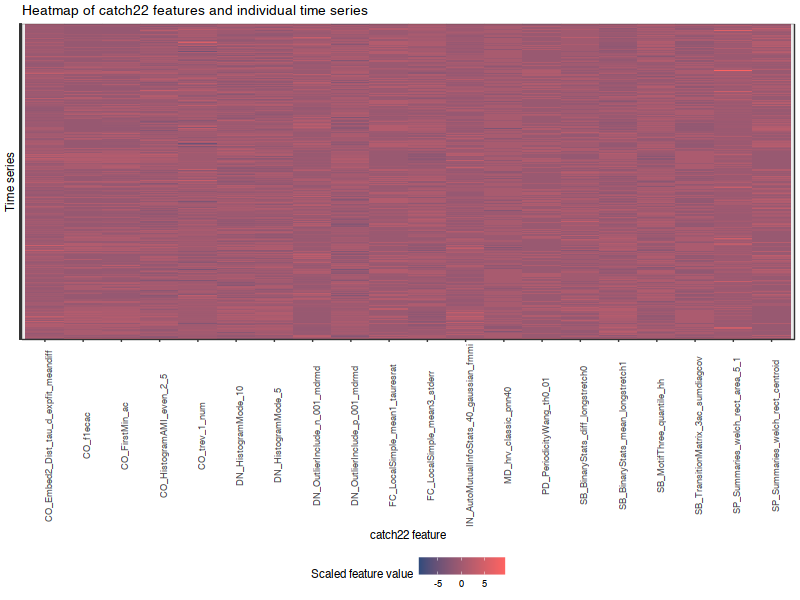 Heatmap of catch22 features and individual time series
Time series
CO_Embed2_Dist_tau_d_expfit_meandiff
CO_f1ecac
CO_FirstMin_ac
CO_HistogramAMI_even_2_5
CO_trev_1_num
DN_HistogramMode_10
DN_HistogramMode_5
DN_OutlierInclude_n_001_mdrmd
DN_OutlierInclude_p_001_mdrmd
FC_LocalSimple_mean1_tauresrat
FC_LocalSimple_mean3_stderr
IN_AutoMutualInfoStats_40_gaussian_fmmi
MD_hrv_classic_pnn40
PD_PeriodicityWang_th0_01
SB_BinaryStats_diff_longstretch0
SB_BinaryStats_mean_longstretch1
SB_MotifThree_quantile_hh
SB_TransitionMatrix_3ac_sumdiagcov
SP_Summaries_welch_rect_area_5_1
SP_Summaries_welch_rect_centroid
catch22 feature
Scaled feature value
-5 0 5